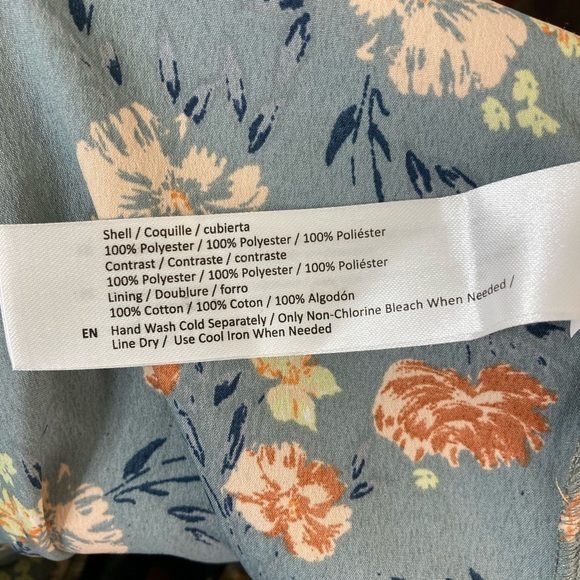 Shell / Coquille / cubierta
100% Polyester / 100% Polyester / 100% Poliéster
Contrast / Contraste / contraste
100% Polyester / 100% Polyester / 100% Poliéster
Lining / Doublure / forro
100% Cotton / 100% Coton / 100% Algodón
EN Hand Wash Cold Separately / Only Non-Chlorine Bleach When Needed /
Line Dry / Use Cool Iron When Needed